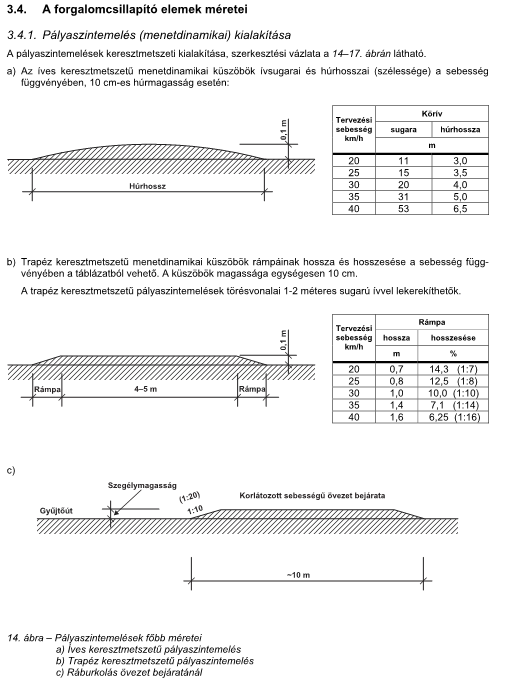 3.4. A forgalomcsillapító elemek méretei
3.4.1. Pályaszintemelés (menetdinamikai) kialakítása
A pályaszintemelések keresztmetszeti kialakítása, szerkesztési vázlata a 14–17. ábrán látható.
a) Az íves keresztmetszetű menetdinamikai küszöbök ívsugarai és húrhosszai (szélessége) a sebesség
függvényében, 10 cm-es húrmagasság esetén:
0,1 m
Húrhossz
Tervezési sebesség km/h
Körív
sugara húrhossza
m
20 11 3,0
25 15 3,5
30 20 4,0
35 31 5,0
40 53 6,5
b) Trapéz keresztmetszetű menetdinamikai küszöbök rámpáinak hossza és hosszesése a sebesség függ-
vényében a táblázatból vehető. A küszöbök magassága egységesen 10 cm.
A trapéz keresztmetszetű pályaszintemelések törésvonalai 1-2 méteres sugarú ívvel lekerekíthetők.
0,1 m
Rámpa 4–5 m Rámpa
Tervezési sebesség km/h
Rámpa
hossza hosszesése
m %
20 0,7 14,3 (1:7)
25 0,8 12,5 (1:8)
30 1,0 10,0 (1:10)
35 1,4 7,1 (1:14)
40 1,6 6,25 (1:16)
c)
Szegélymagasság
Gyűjtőút
(1:20)
1:10
Korlátozott sebességű övezet bejárata
~10 m
14. ábra – Pályaszintemelések főbb méretei
a) Íves keresztmetszetű pályaszintemelés
b) Trapéz keresztmetszetű pályaszintemelés
c) Ráburkolás övezet bejáratánál